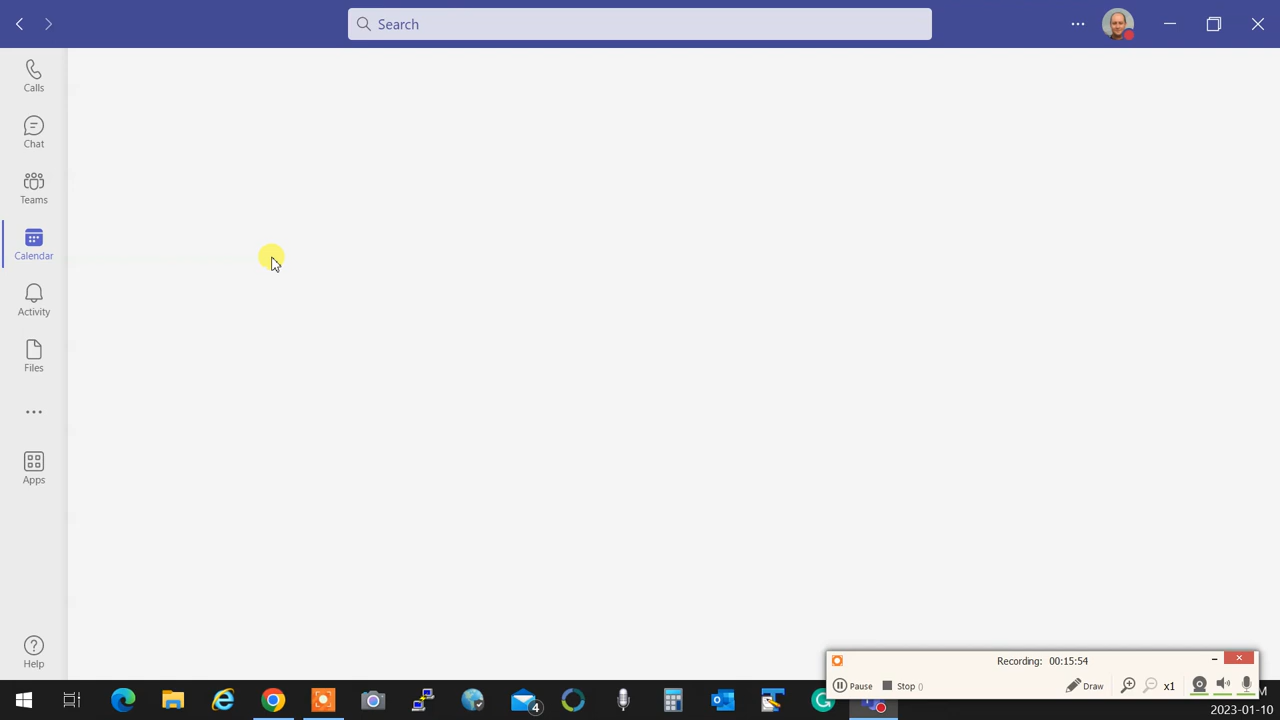 Search
Calls
Chat
Teams
Calendar
Activity
Files
Apps
Help
Recording: 00:15:54
Pause
Stop ()
Draw
x1
4
M
2023-01-10